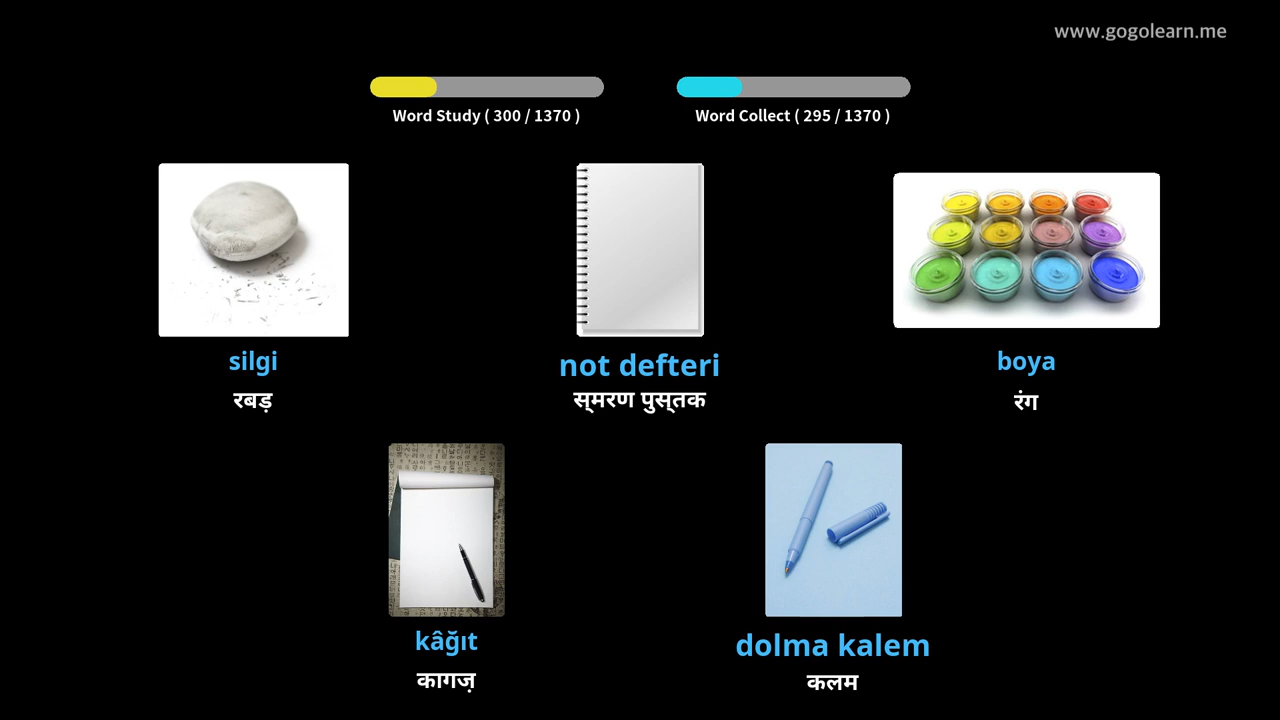 www.gogolearn.me
Word Study ( 300 / 1370 )
Word Collect ( 295 / 1370 )
silgi
रबड़
not defteri
स्मरण पुस्तक
boya
रंग
kâğıt
कागज़
dolma kalem
कलम